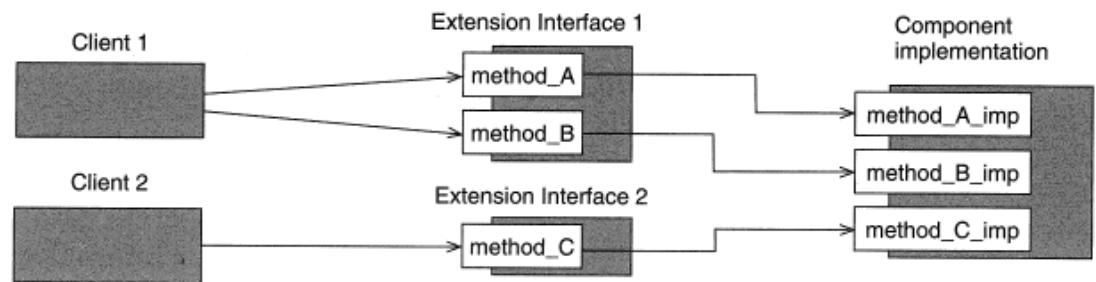 Client 1
Extension Interface 1
Component
implementation
method_A
method_B
method_A_imp
method_B_imp
method_C_imp
Client 2
Extension Interface 2
method_C